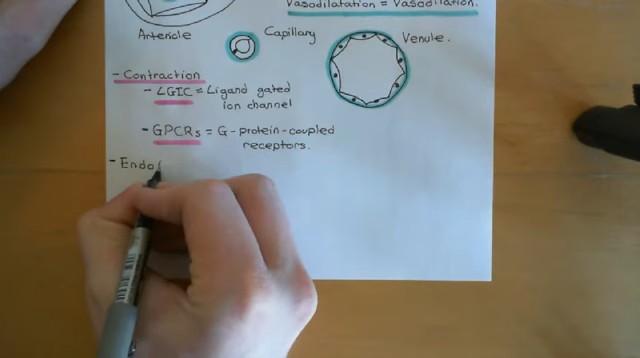 Vasodilatation = Vasodilation.
Arteriole
Capillary
Venule.
- Contraction
- LGIC = Ligand gated
ion channel
- GPCRs = G-protein-coupled
receptors.
- Endo